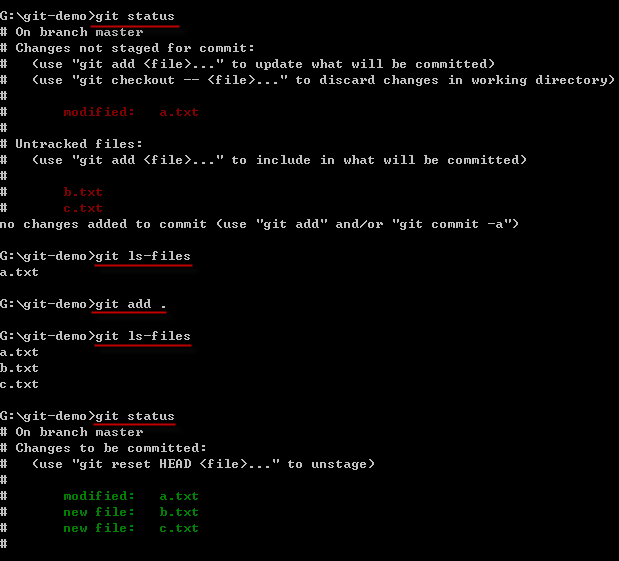 G:\git-demo>git status
# On branch master
# Changes not staged for commit:
#   (use "git add <file>..." to update what will be committed)
#   (use "git checkout -- <file>..." to discard changes in working directory)
#
#       modified:   a.txt
#
# Untracked files:
#   (use "git add <file>..." to include in what will be committed)
#
#       b.txt
#       c.txt
no changes added to commit (use "git add" and/or "git commit -a")
G:\git-demo>git ls-files
a.txt
G:\git-demo>git add .
G:\git-demo>git ls-files
a.txt
b.txt
c.txt
G:\git-demo>git status
# On branch master
# Changes to be committed:
#   (use "git reset HEAD <file>..." to unstage)
#
#       modified:   a.txt
#       new file:   b.txt
#       new file:   c.txt
#